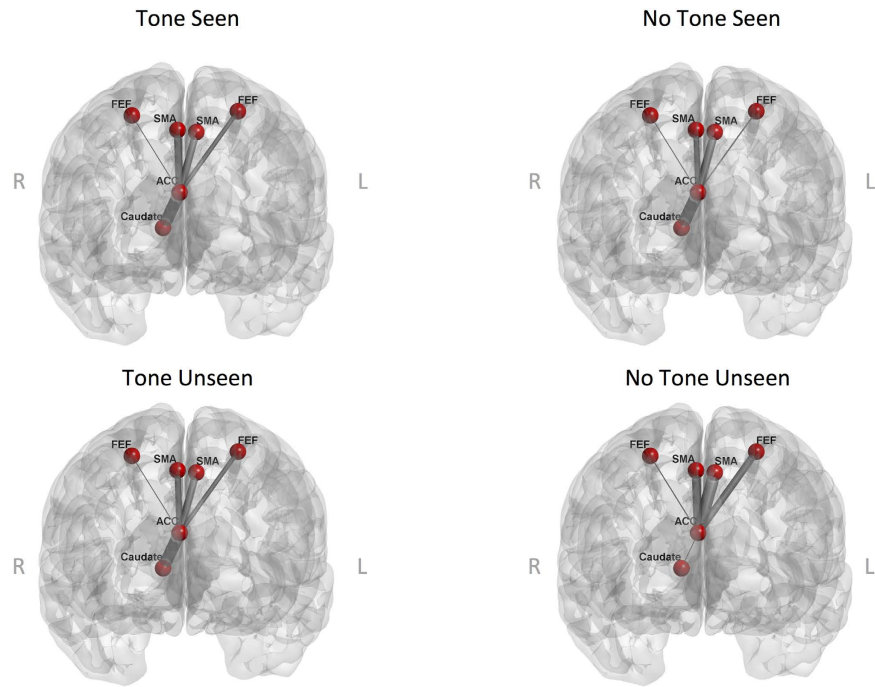 Tone Seen
No Tone Seen
FEF
SMA
SMA
FEF
ACC
Caudate
R
L
FEF
SMA
SMA
FEF
ACC
Caudate
R
L
Tone Unseen
No Tone Unseen
FEF
SMA
SMA
FEF
ACC
Caudate
R
L
FEF
SMA
SMA
FEF
ACC
Caudate
R
L